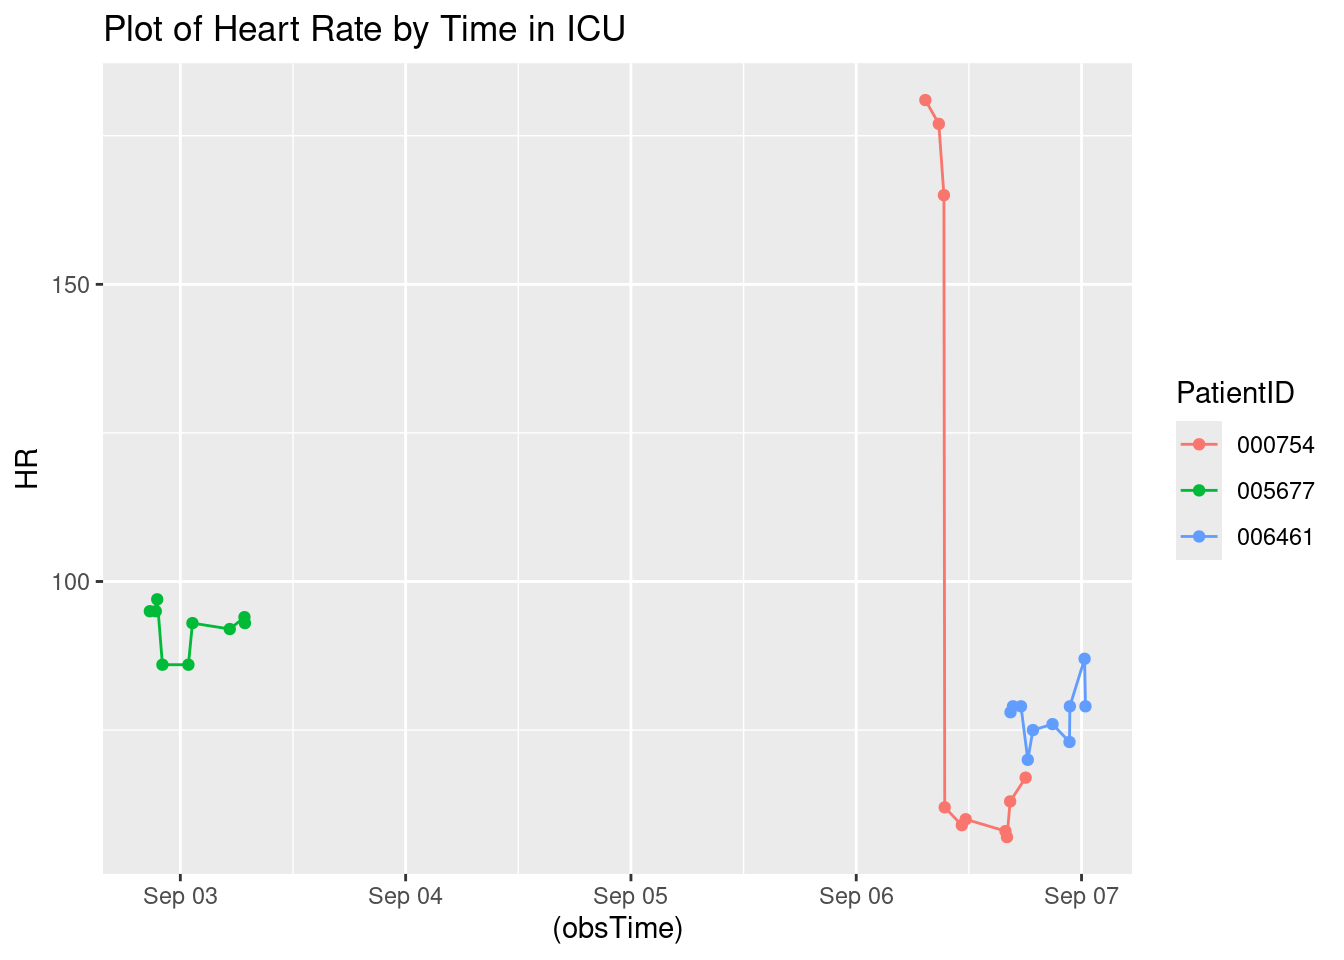 Plot of Heart Rate by Time in ICU
HR
150
100
Sep 03
Sep 04
Sep 05
Sep 06
Sep 07
(obsTime)
PatientID
000754
005677
006461